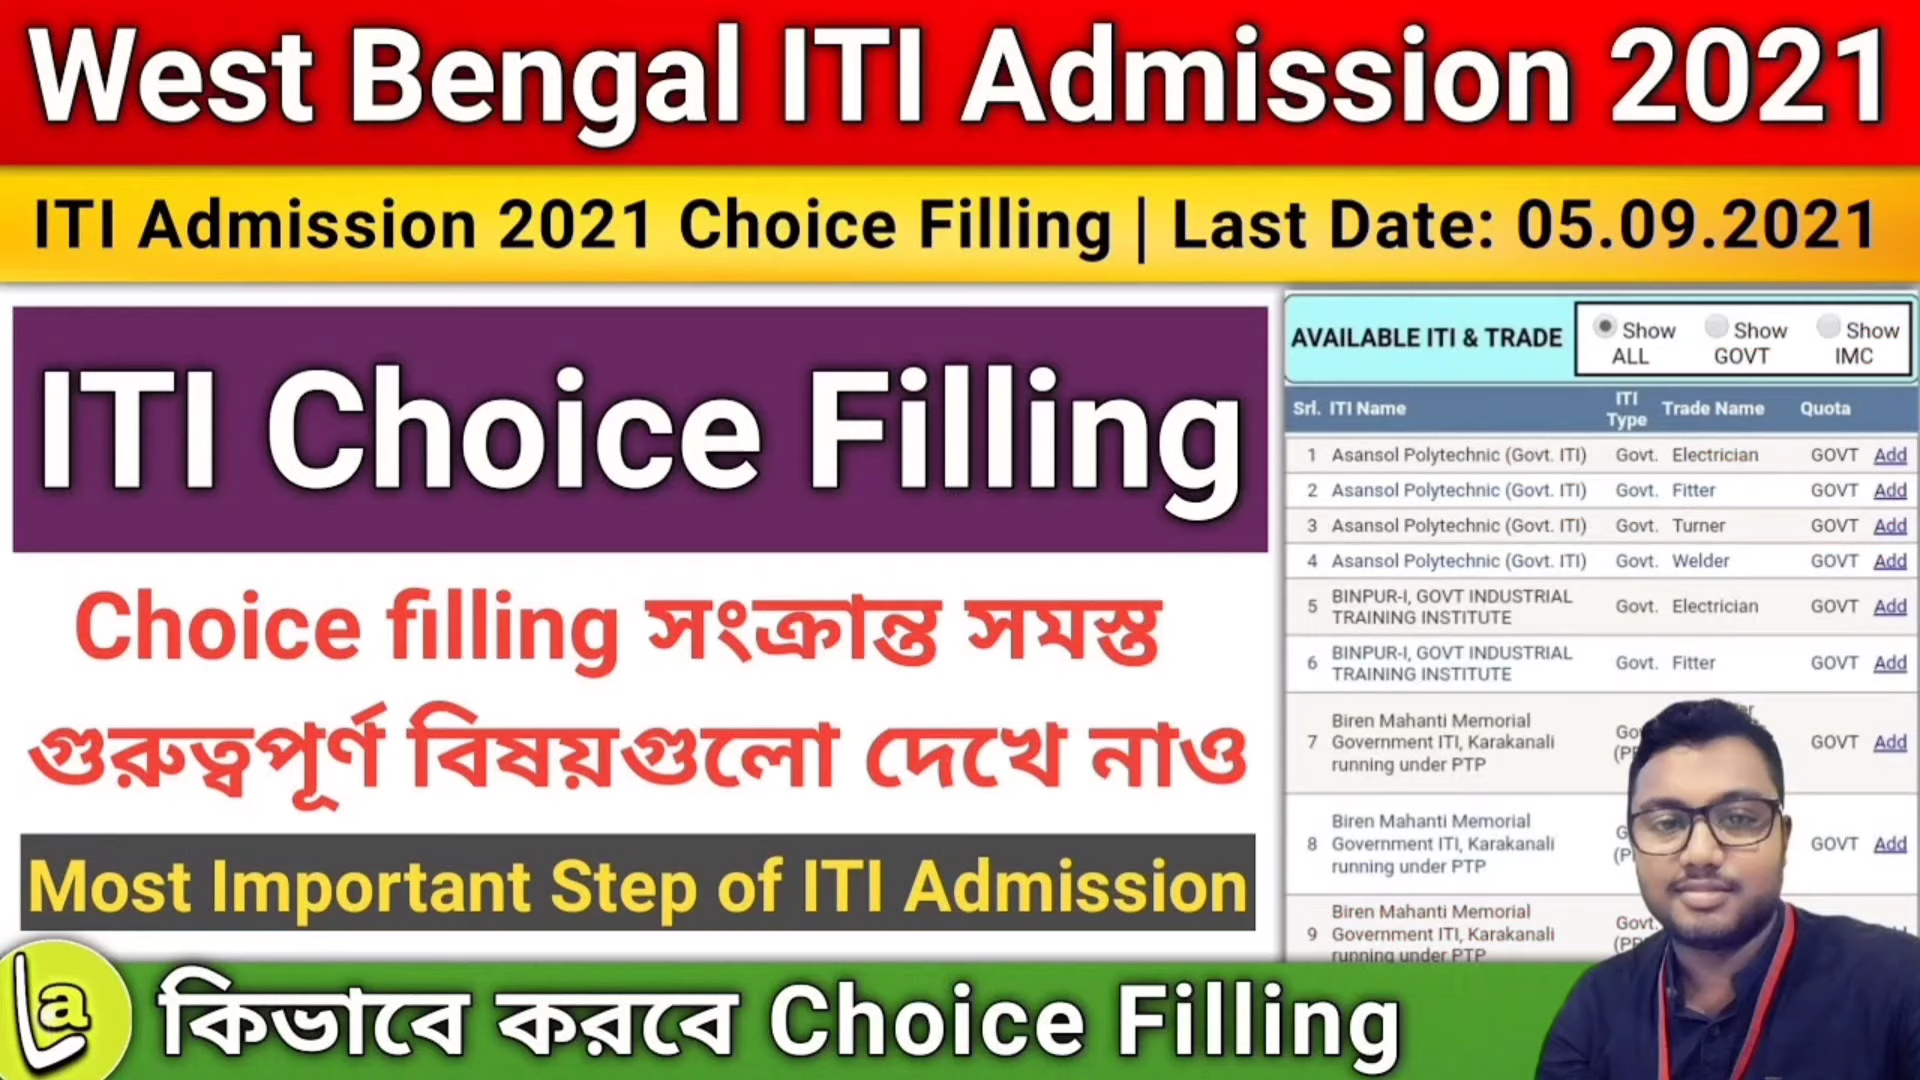 West Bengal ITI Admission 2021
ITI Admission 2021 Choice Filling | Last Date: 05.09.2021
ITI Choice Filling
Choice filling সংক্রান্ত সমস্ত
গুরুত্বপূর্ণ বিষয়গুলো দেখে নাও
Most Important Step of ITI Admission
AVAILABLE ITI & TRADE
Show ALL
Show GOVT
Show IMC
Srl. ITI Name ITI Type Trade Name Quota
1 Asansol Polytechnic (Govt. ITI) Govt. Electrician GOVT Add
2 Asansol Polytechnic (Govt. ITI) Govt. Fitter GOVT Add
3 Asansol Polytechnic (Govt. ITI) Govt. Turner GOVT Add
4 Asansol Polytechnic (Govt. ITI) Govt. Welder GOVT Add
5 BINPUR-I, GOVT INDUSTRIAL
TRAINING INSTITUTE Govt. Electrician GOVT Add
6 BINPUR-I, GOVT INDUSTRIAL
TRAINING INSTITUTE Govt. Fitter GOVT Add
Biren Mahanti Memorial
7 Government ITI, Karakanali GOVT Add
running under PTP
Biren Mahanti Memorial
8 Government ITI, Karakanali GOVT Add
running under PTP
Biren Mahanti Memorial
9 Government ITI, Karakanali Govt.
running under PTP
La
কিভাবে করবে Choice Filling